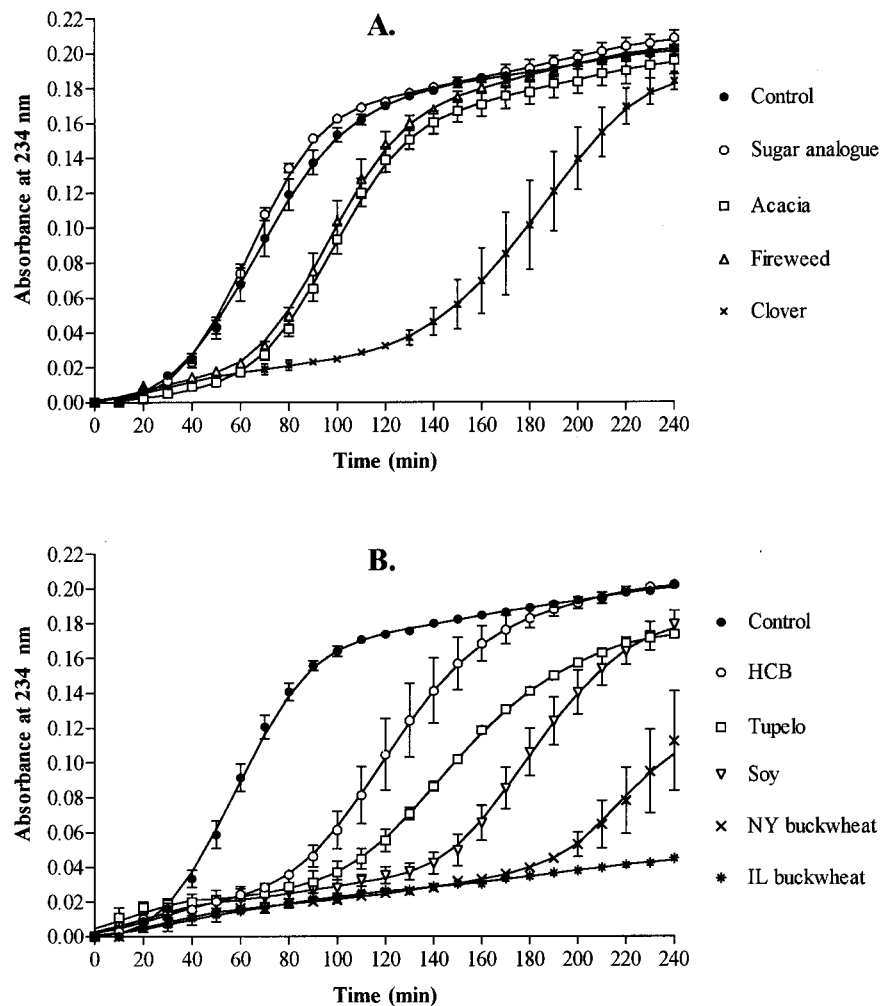 A.
Absorbance at 234 nm
0.22
0.20
0.18
0.16
0.14
0.12
0.10
0.08
0.06
0.04
0.02
0.00
0 20 40 60 80 100 120 140 160 180 200 220 240
Time (min)
Control
Sugar analogue
Acacia
Fireweed
Clover
B.
Absorbance at 234 nm
0.22
0.20
0.18
0.16
0.14
0.12
0.10
0.08
0.06
0.04
0.02
0.00
0 20 40 60 80 100 120 140 160 180 200 220 240
Time (min)
Control
HCB
Tupelo
Soy
NY buckwheat
IL buckwheat